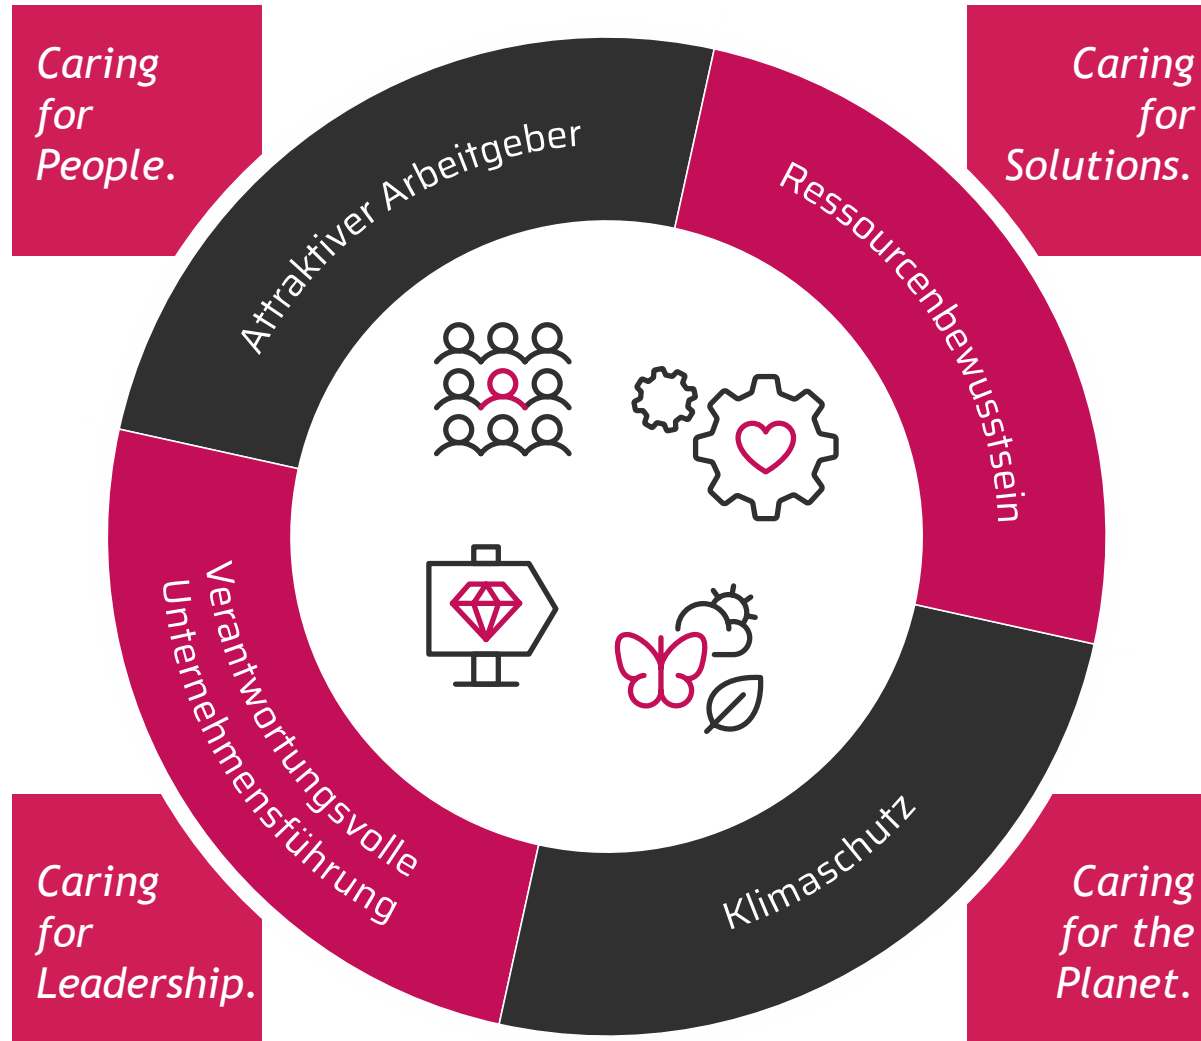 Caring
for
People.
Caring
for
Solutions.
Attraktiver Arbeitgeber
Ressourcenbewusstsein
Verantwortungsvolle
Unternehmensführung
Klimaschutz
Caring
for
Leadership.
Caring
for the
Planet.